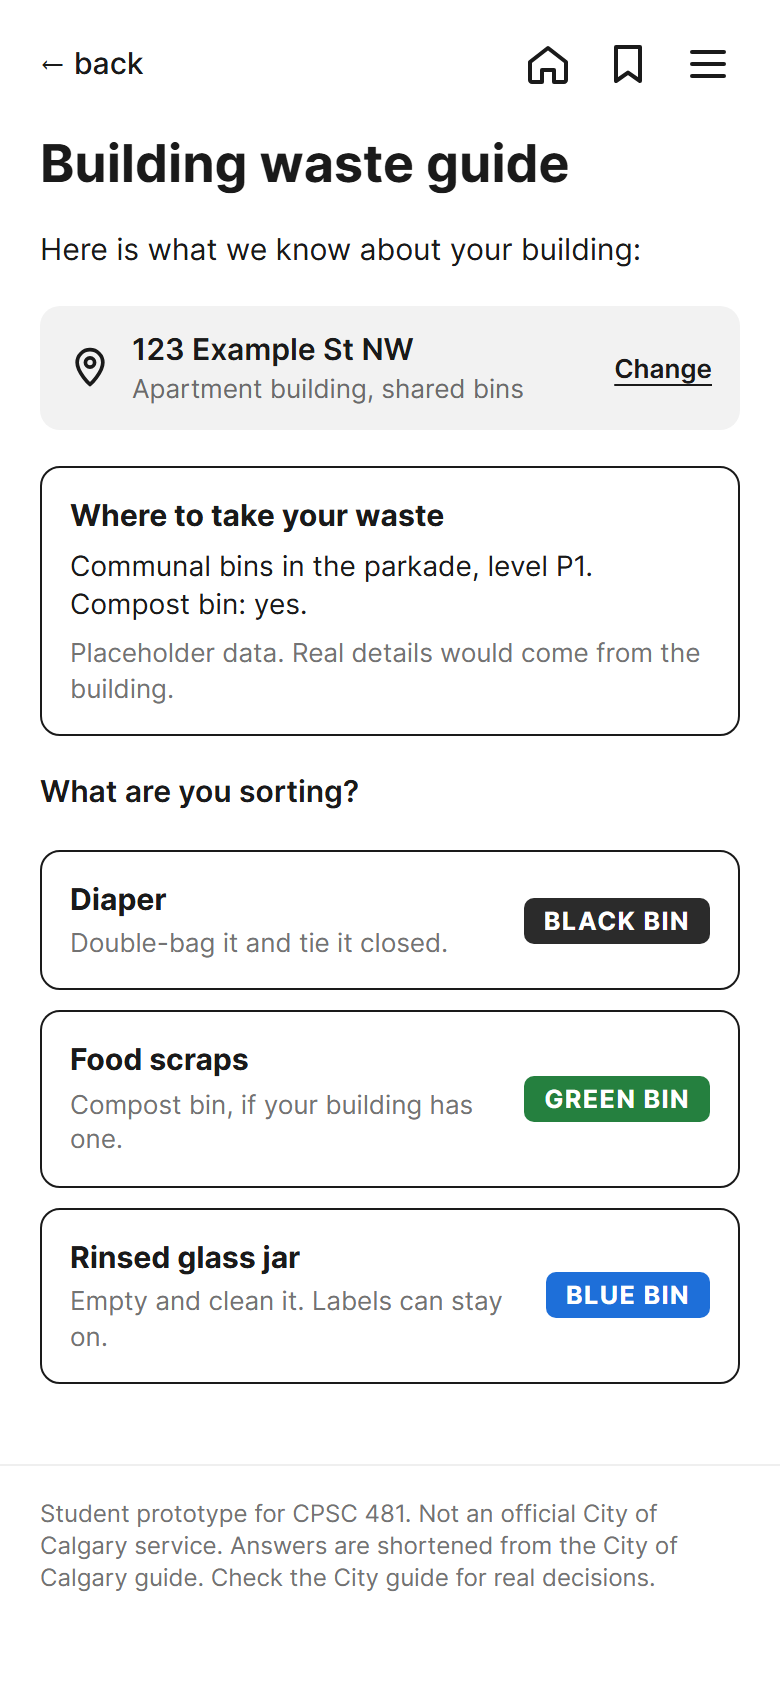 ← back
Building waste guide
Here is what we know about your building:
123 Example St NW
Apartment building, shared bins
Change
Where to take your waste
Communal bins in the parkade, level P1.
Compost bin: yes.
Placeholder data. Real details would come from the
building.
What are you sorting?
Diaper
Double-bag it and tie it closed.
BLACK BIN
Food scraps
Compost bin, if your building has
one.
GREEN BIN
Rinsed glass jar
Empty and clean it. Labels can stay
on.
BLUE BIN
Student prototype for CPSC 481. Not an official City of
Calgary service. Answers are shortened from the City of
Calgary guide. Check the City guide for real decisions.